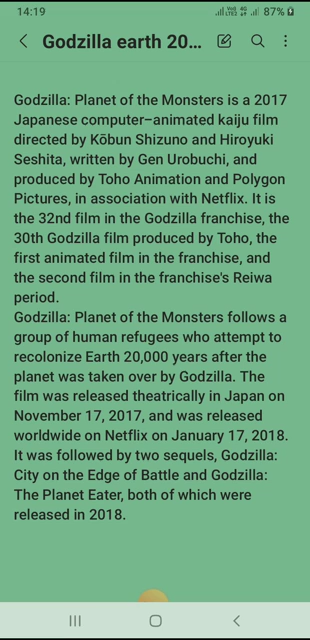 14:19
Vo)) 4G
LTE2
87%
Godzilla earth 20...
Godzilla: Planet of the Monsters is a 2017
Japanese computer-animated kaiju film
directed by Kōbun Shizuno and Hiroyuki
Seshita, written by Gen Urobuchi, and
produced by Toho Animation and Polygon
Pictures, in association with Netflix. It is
the 32nd film in the Godzilla franchise, the
30th Godzilla film produced by Toho, the
first animated film in the franchise, and
the second film in the franchise's Reiwa
period.
Godzilla: Planet of the Monsters follows a
group of human refugees who attempt to
recolonize Earth 20,000 years after the
planet was taken over by Godzilla. The
film was released theatrically in Japan on
November 17, 2017, and was released
worldwide on Netflix on January 17, 2018.
It was followed by two sequels, Godzilla:
City on the Edge of Battle and Godzilla:
The Planet Eater, both of which were
released in 2018.